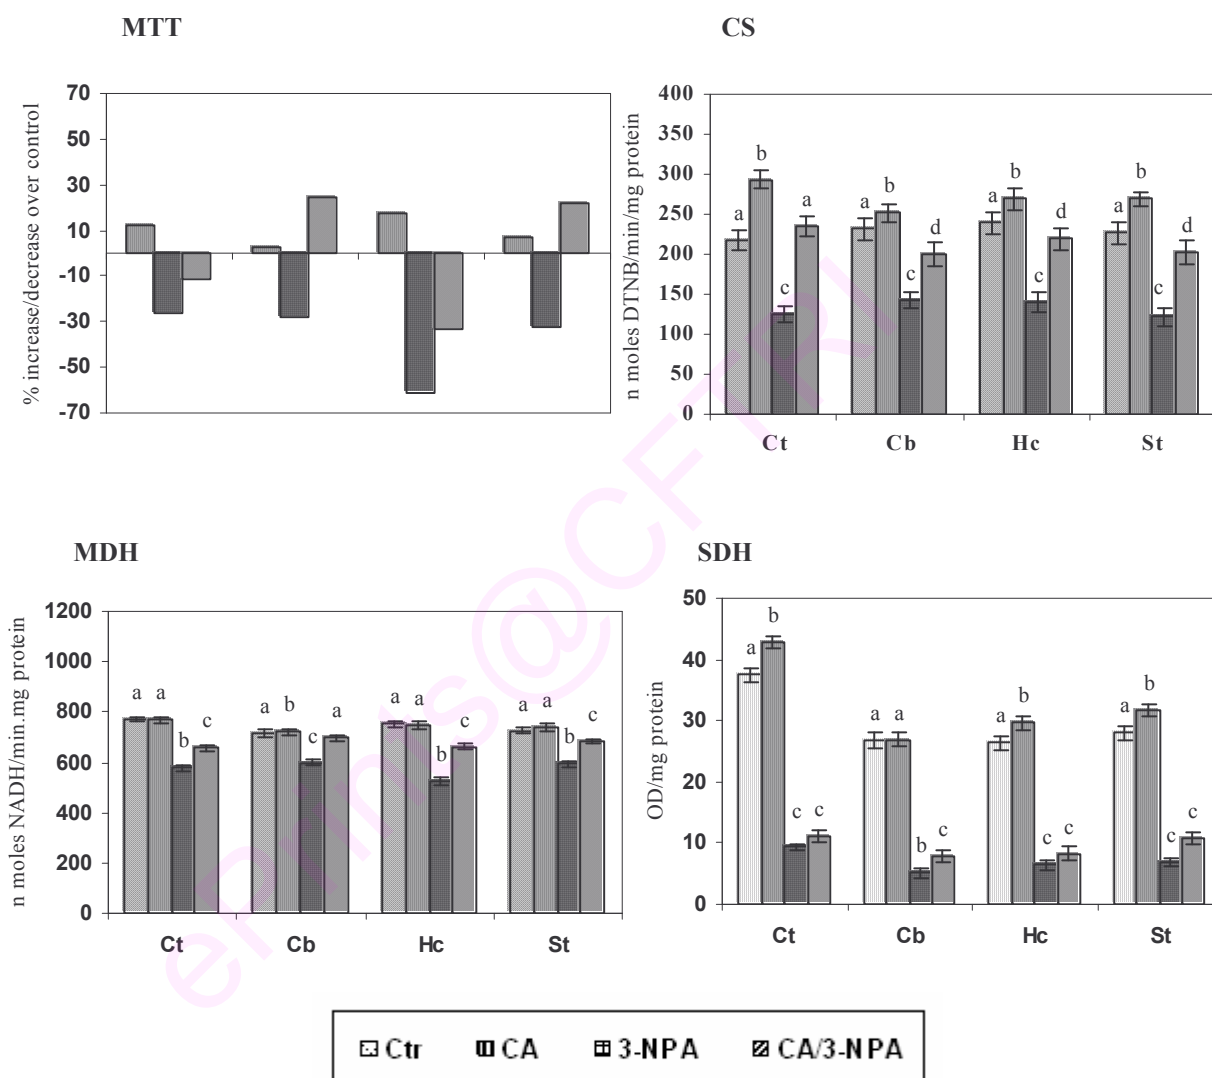 MTT
CS
70
50
30
10
-10
-30
-50
-70
% increase/decrease over control
400
350
300
250
200
150
100
50
0
n moles DTNB/min/mg protein
a b c a
a b c d
a b c d
a b c d
Ct Cb Hc St
MDH
SDH
1200
1000
800
600
400
200
0
n moles NADH/min.mg protein
a a b c
a b c a
a a b c
a a b c
Ct Cb Hc St
50
40
30
20
10
0
OD/mg protein
a b c c
a a b c
a b c c
a b c c
Ct Cb Hc St
Ctr CA 3-NPA CA/3-NPA
ePrints@CFTRI